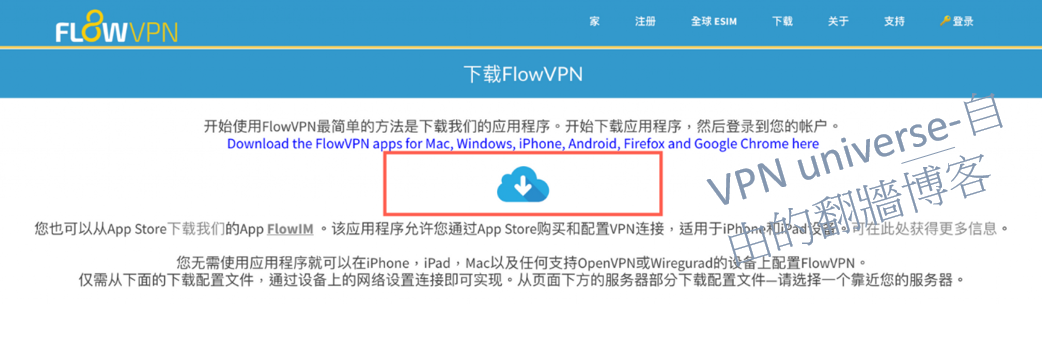 FL8WVPN
家 注册 全球 ESIM 下载 关于 支持 登录
下载FlowVPN
开始使用FlowVPN最简单的方法是下载我们的应用程序。开始下载应用程序，然后登录到您的帐户。
Download the FlowVPN apps for Mac, Windows, iPhone, Android, Firefox and Google Chrome here
VPN universe-自
由的翻牆博客
您也可以从App Store下载我们的App FlowIM 。该应用程序允许您通过App Store购买和配置VPN连接，适用于iPhone和iPad设备。可在此处获得更多信息。
您无需使用应用程序就可以在iPhone，iPad，Mac以及任何支持OpenVPN或Wiregurad的设备上配置FlowVPN。
仅需从下面的下载配置文件，通过设备上的网络设置连接即可实现。从页面下方的服务器部分下载配置文件—请选择一个靠近您的服务器。